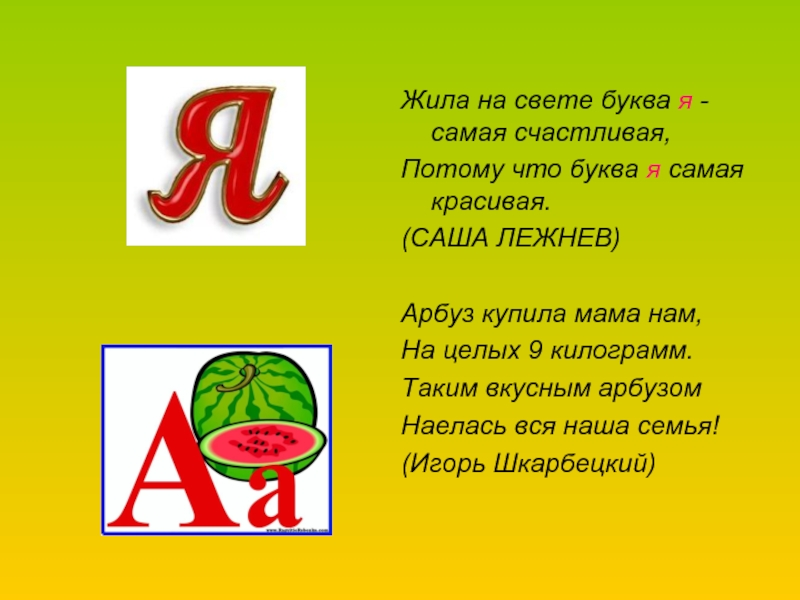 Я
Жила на свете буква я -
самая счастливая,
Потому что буква я самая
красивая.
(САША ЛЕЖНЕВ)
Арбуз купила мама нам,
На целых 9 килограмм.
Таким вкусным арбузом
Наелась вся наша семья!
(Игорь Шкарбецкий)
Аа